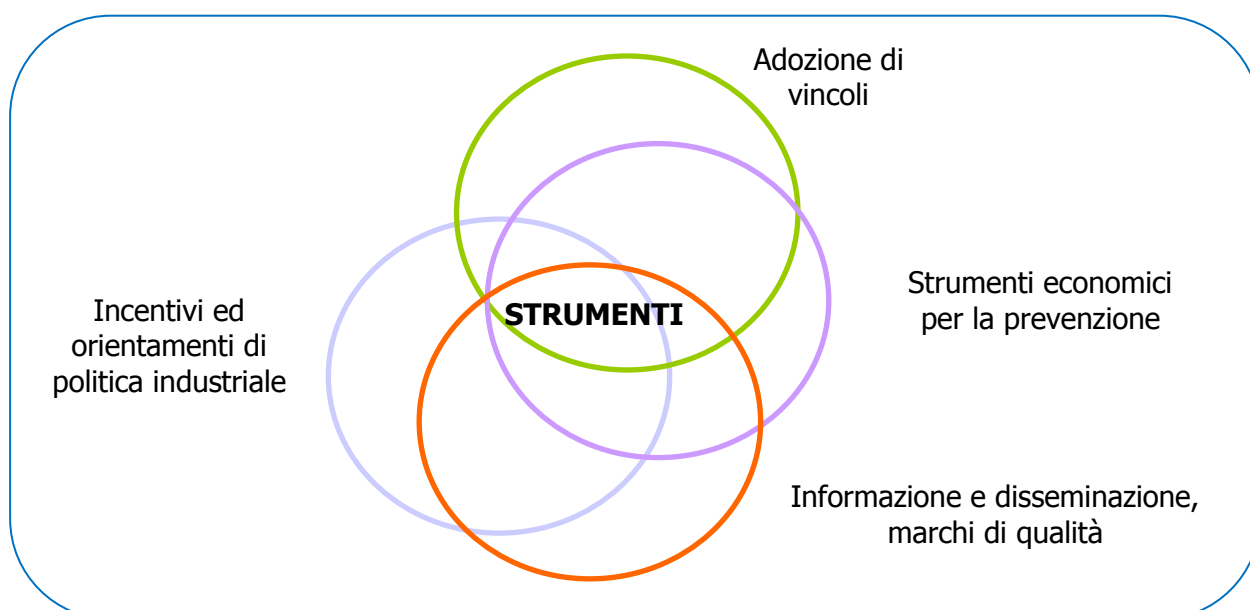 Adozione di
vincoli
Strumenti economici
per la prevenzione
STRUMENTI
Incentivi ed
orientamenti di
politica industriale
Informazione e disseminazione,
marchi di qualità